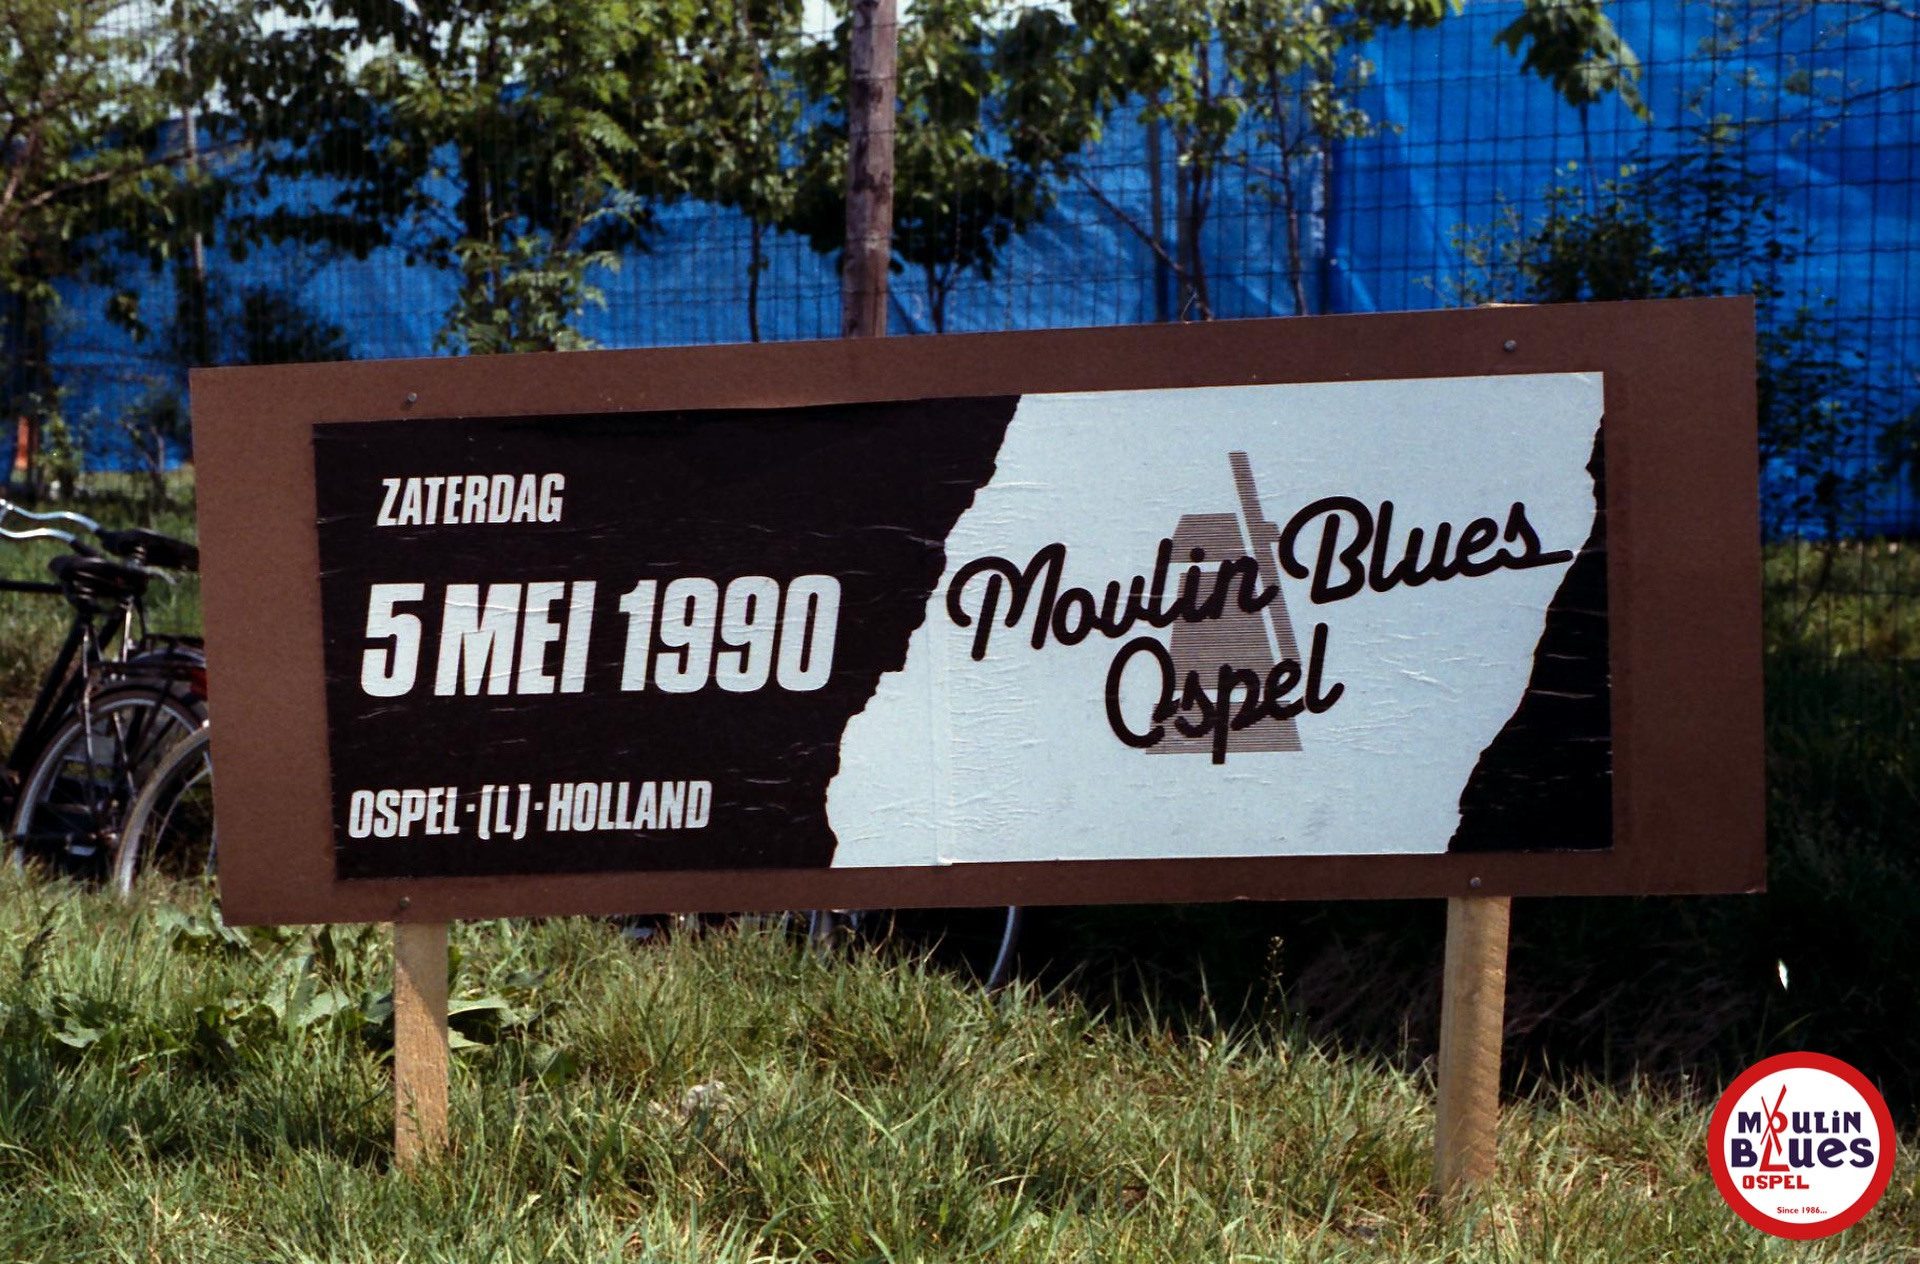 ZATERDAG
5 MEI 1990
OSPEL·(L)·HOLLAND
Moulin Blues
Ospel
MOULIN
BLUES
OSPEL
Since 1986...